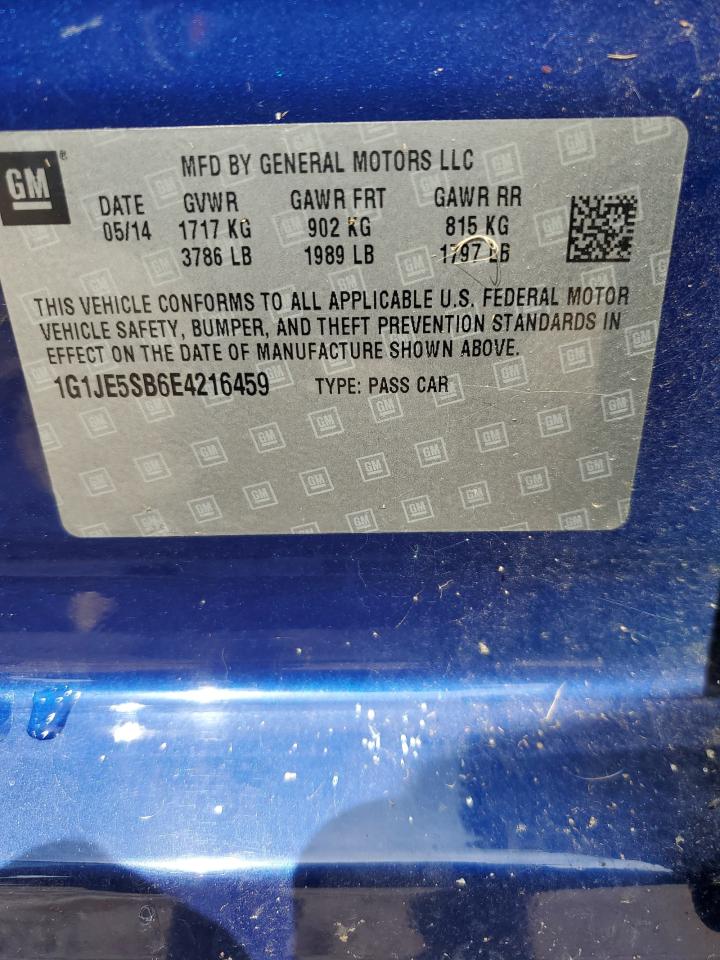 GM®
MFD BY GENERAL MOTORS LLC
DATE GVWR GAWR FRT GAWR RR
05/14 1717 KG 902 KG 815 KG
3786 LB 1989 LB 1797 LB
THIS VEHICLE CONFORMS TO ALL APPLICABLE U.S. FEDERAL MOTOR
VEHICLE SAFETY, BUMPER, AND THEFT PREVENTION STANDARDS IN
EFFECT ON THE DATE OF MANUFACTURE SHOWN ABOVE.
1G1JE5SB6E4216459 TYPE: PASS CAR